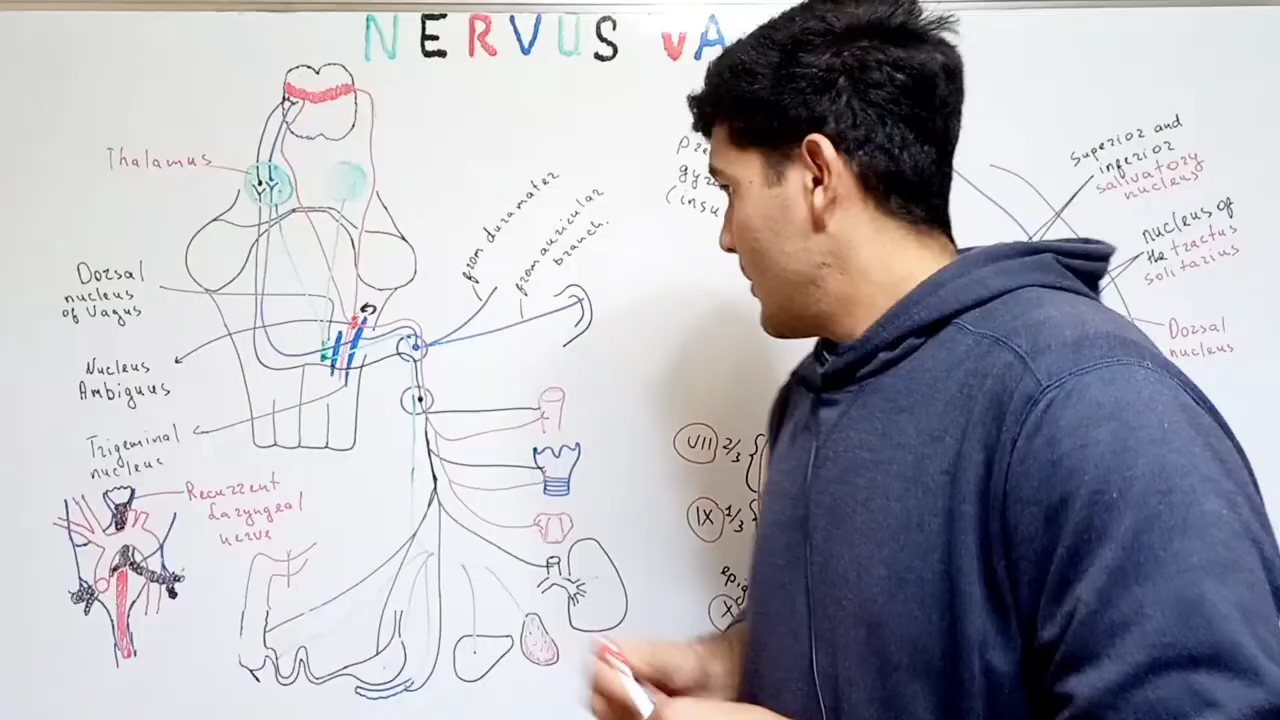 NERVUS VA
Thalamus
Dorsal
nucleus
of Vagus
Nucleus
Ambiguus
Trigeminal
nucleus
Recurrent
Laryngeal
nerve
from duramater
from auricular
branch.
(insu
VII 2/3
IX 1/3
X
Superior and
inferior
salivatory
nucleus
nucleus of
the tractus
solitarius
Dorsal
nucleus